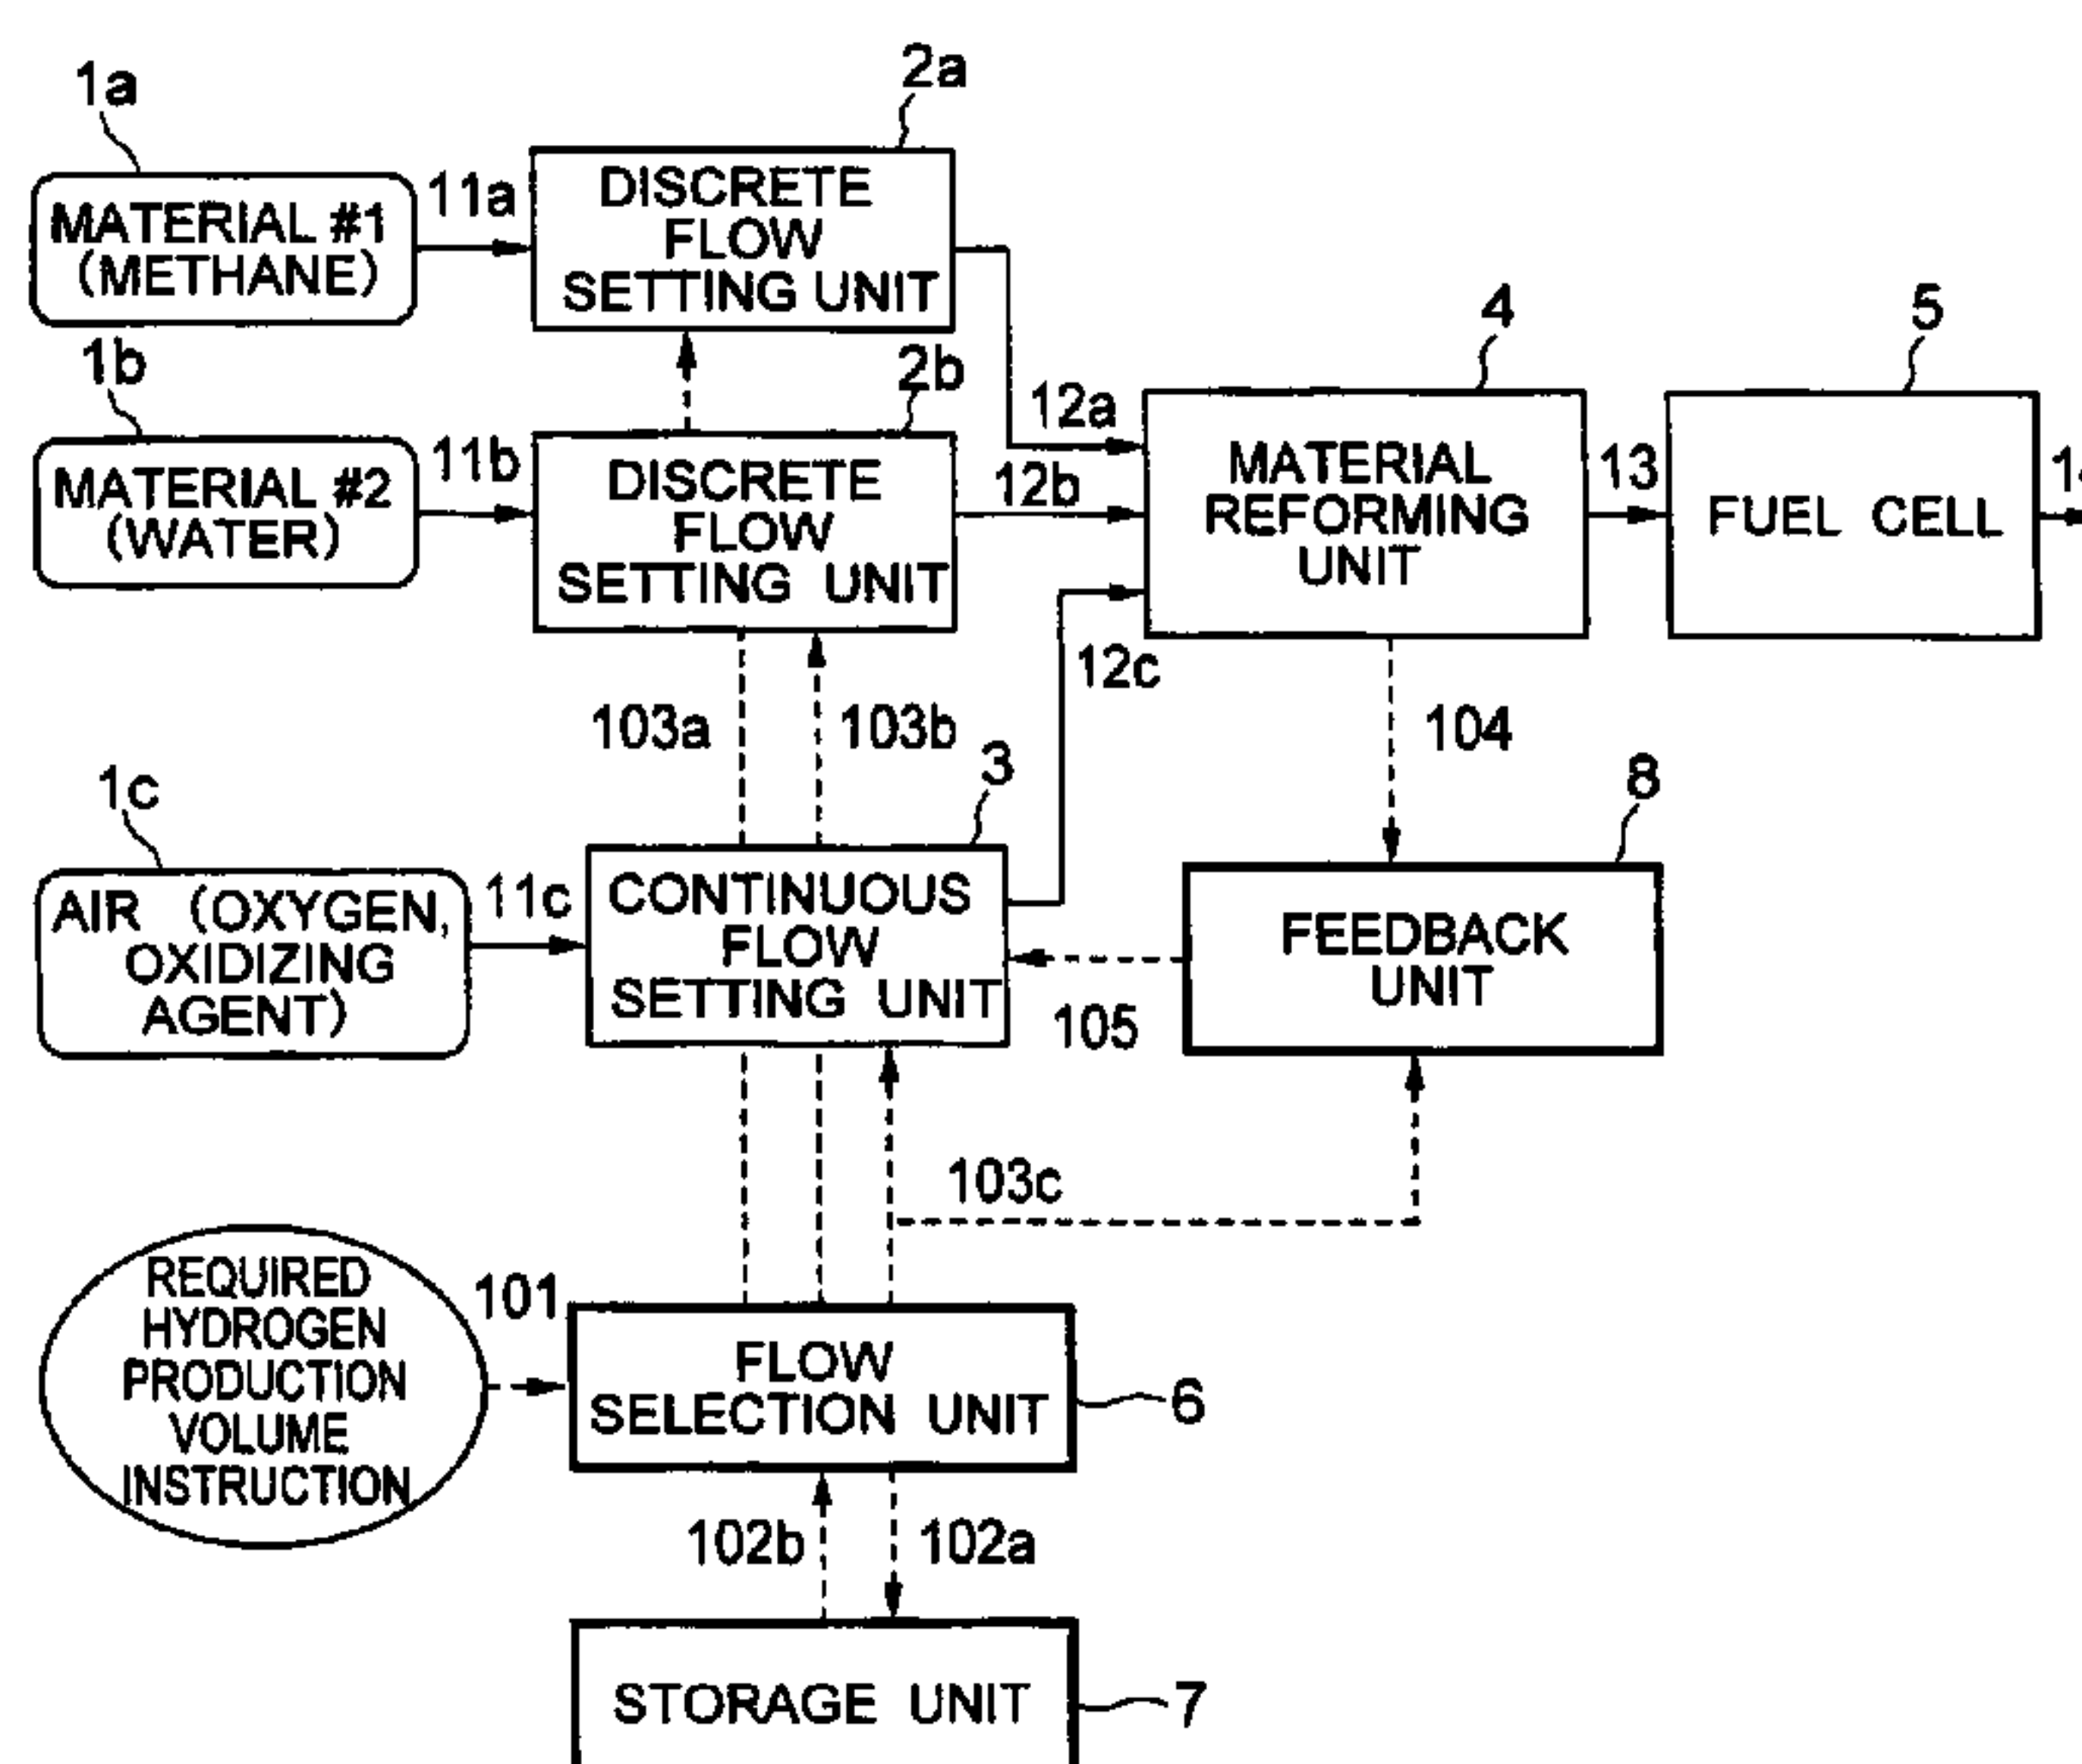 1a
2a
MATERIAL #1
(METHANE)
11a
DISCRETE
FLOW
SETTING UNIT
1b
2b
4
5
12a
MATERIAL #2
(WATER)
11b
DISCRETE
FLOW
SETTING UNIT
12b
MATERIAL
REFORMING
UNIT
13
FUEL CELL
103a
103b
12c
104
1c
3
8
AIR (OXYGEN,
OXIDIZING
AGENT)
11c
CONTINUOUS
FLOW
SETTING UNIT
105
FEEDBACK
UNIT
103c
REQUIRED
HYDROGEN
PRODUCTION
VOLUME
INSTRUCTION
101
FLOW
SELECTION UNIT
6
102b
102a
STORAGE UNIT
7